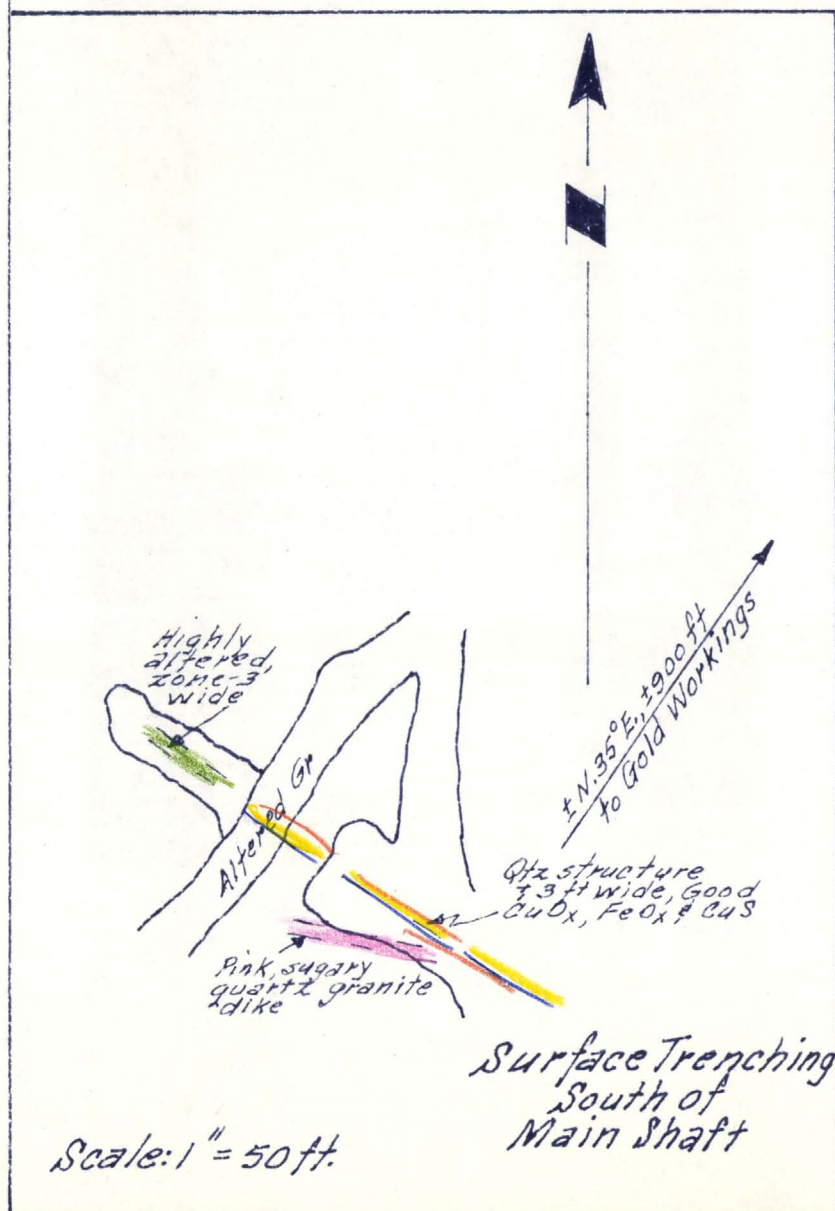 N
Highly
altered,
zone-3'
wide
Altered Gr
± N.35°E., ±900 ft
to Gold Workings
Qtz structure
± 3 ft wide, Good
CuOx, FeOx & CuS
Pink, sugary
quartz granite
dike
Surface Trenching
South of
Main Shaft
Scale: 1" = 50 ft.